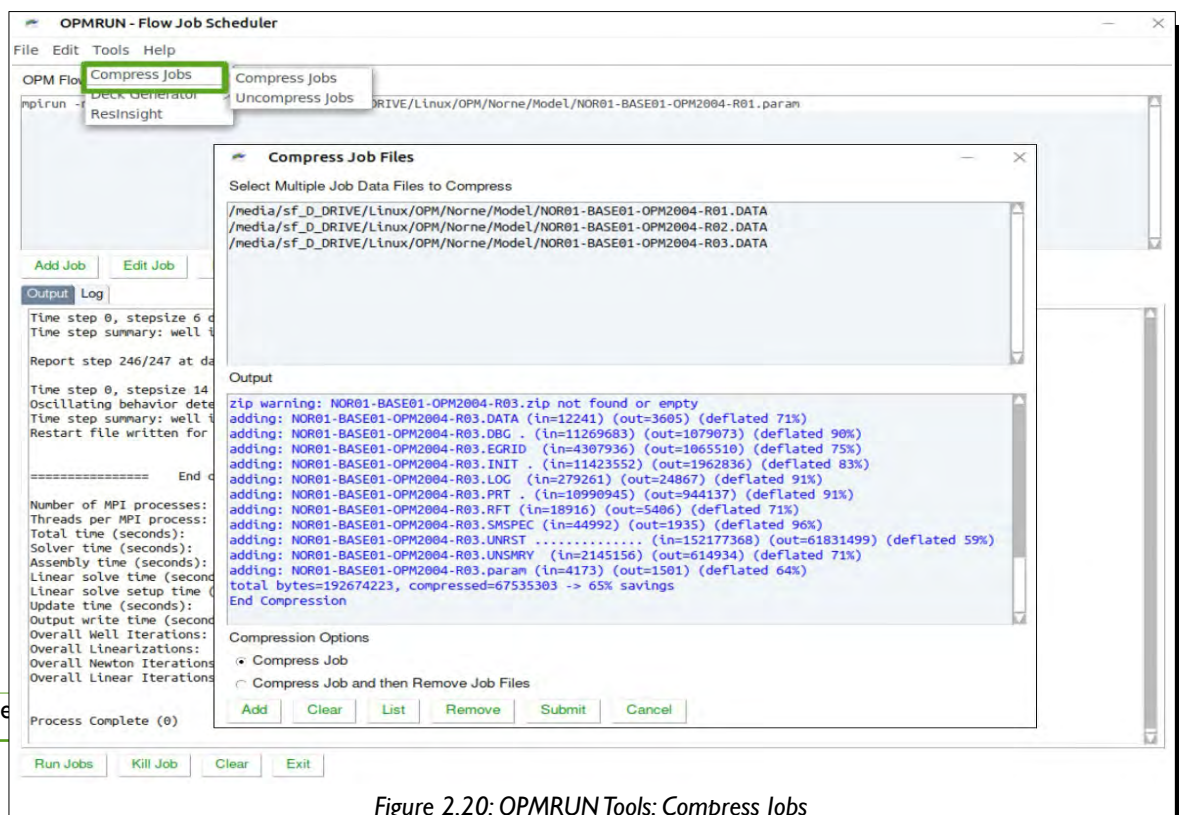 OPMRUN - Flow Job Scheduler
File Edit Tools Help
OPM Flow
Compress Jobs
Deck Generator
ResInsight
Compress Jobs
Uncompress Jobs
mpirun RIVE/Linux/OPM/Norne/Model/NOR01-BASE01-OPM2004-R01.param
Compress Job Files
Select Multiple Job Data Files to Compress
/media/sf_D_DRIVE/Linux/OPM/Norne/Model/NOR01-BASE01-OPM2004-R01.DATA
/media/sf_D_DRIVE/Linux/OPM/Norne/Model/NOR01-BASE01-OPM2004-R02.DATA
/media/sf_D_DRIVE/Linux/OPM/Norne/Model/NOR01-BASE01-OPM2004-R03.DATA
Add Job Edit Job
Output Log
Time step 0, stepsize 6
Time step summary: well i
Report step 246/247 at da
Time step 0, stepsize 14
Oscillating behavior dete
Time step summary: well i
Restart file written for
================ End
Number of MPI processes:
Threads per MPI process:
Total time (seconds):
Solver time (seconds):
Assembly time (seconds):
Linear solve time (second
Linear solve setup time (
Update time (seconds):
Output write time (second
Overall Well Iterations:
Overall Linearizations:
Overall Newton Iterations
Overall Linear Iterations
Process Complete (0)
Output
zip warning: NOR01-BASE01-OPM2004-R03.zip not found or empty
adding: NOR01-BASE01-OPM2004-R03.DATA (in=12241) (out=3605) (deflated 71%)
adding: NOR01-BASE01-OPM2004-R03.DBG . (in=11269683) (out=1079073) (deflated 90%)
adding: NOR01-BASE01-OPM2004-R03.EGRID (in=4307936) (out=1065510) (deflated 75%)
adding: NOR01-BASE01-OPM2004-R03.INIT . (in=11423552) (out=1962836) (deflated 83%)
adding: NOR01-BASE01-OPM2004-R03.LOG (in=279261) (out=24867) (deflated 91%)
adding: NOR01-BASE01-OPM2004-R03.PRT . (in=10990945) (out=944137) (deflated 91%)
adding: NOR01-BASE01-OPM2004-R03.RFT (in=18916) (out=5406) (deflated 71%)
adding: NOR01-BASE01-OPM2004-R03.SMSPEC (in=44992) (out=1935) (deflated 96%)
adding: NOR01-BASE01-OPM2004-R03.UNRST .............. (in=152177368) (out=61831499) (deflated 59%)
adding: NOR01-BASE01-OPM2004-R03.UNSMRY (in=2145156) (out=614934) (deflated 71%)
adding: NOR01-BASE01-OPM2004-R03.param (in=4173) (out=1501) (deflated 64%)
total bytes=192674223, compressed=67535303 -> 65% savings
End Compression
Compression Options
Compress Job
Compress Job and then Remove Job Files
Add Clear List Remove Submit Cancel
Run Jobs Kill Job Clear Exit
Figure 2.20: OPMRUN Tools: Compress Jobs